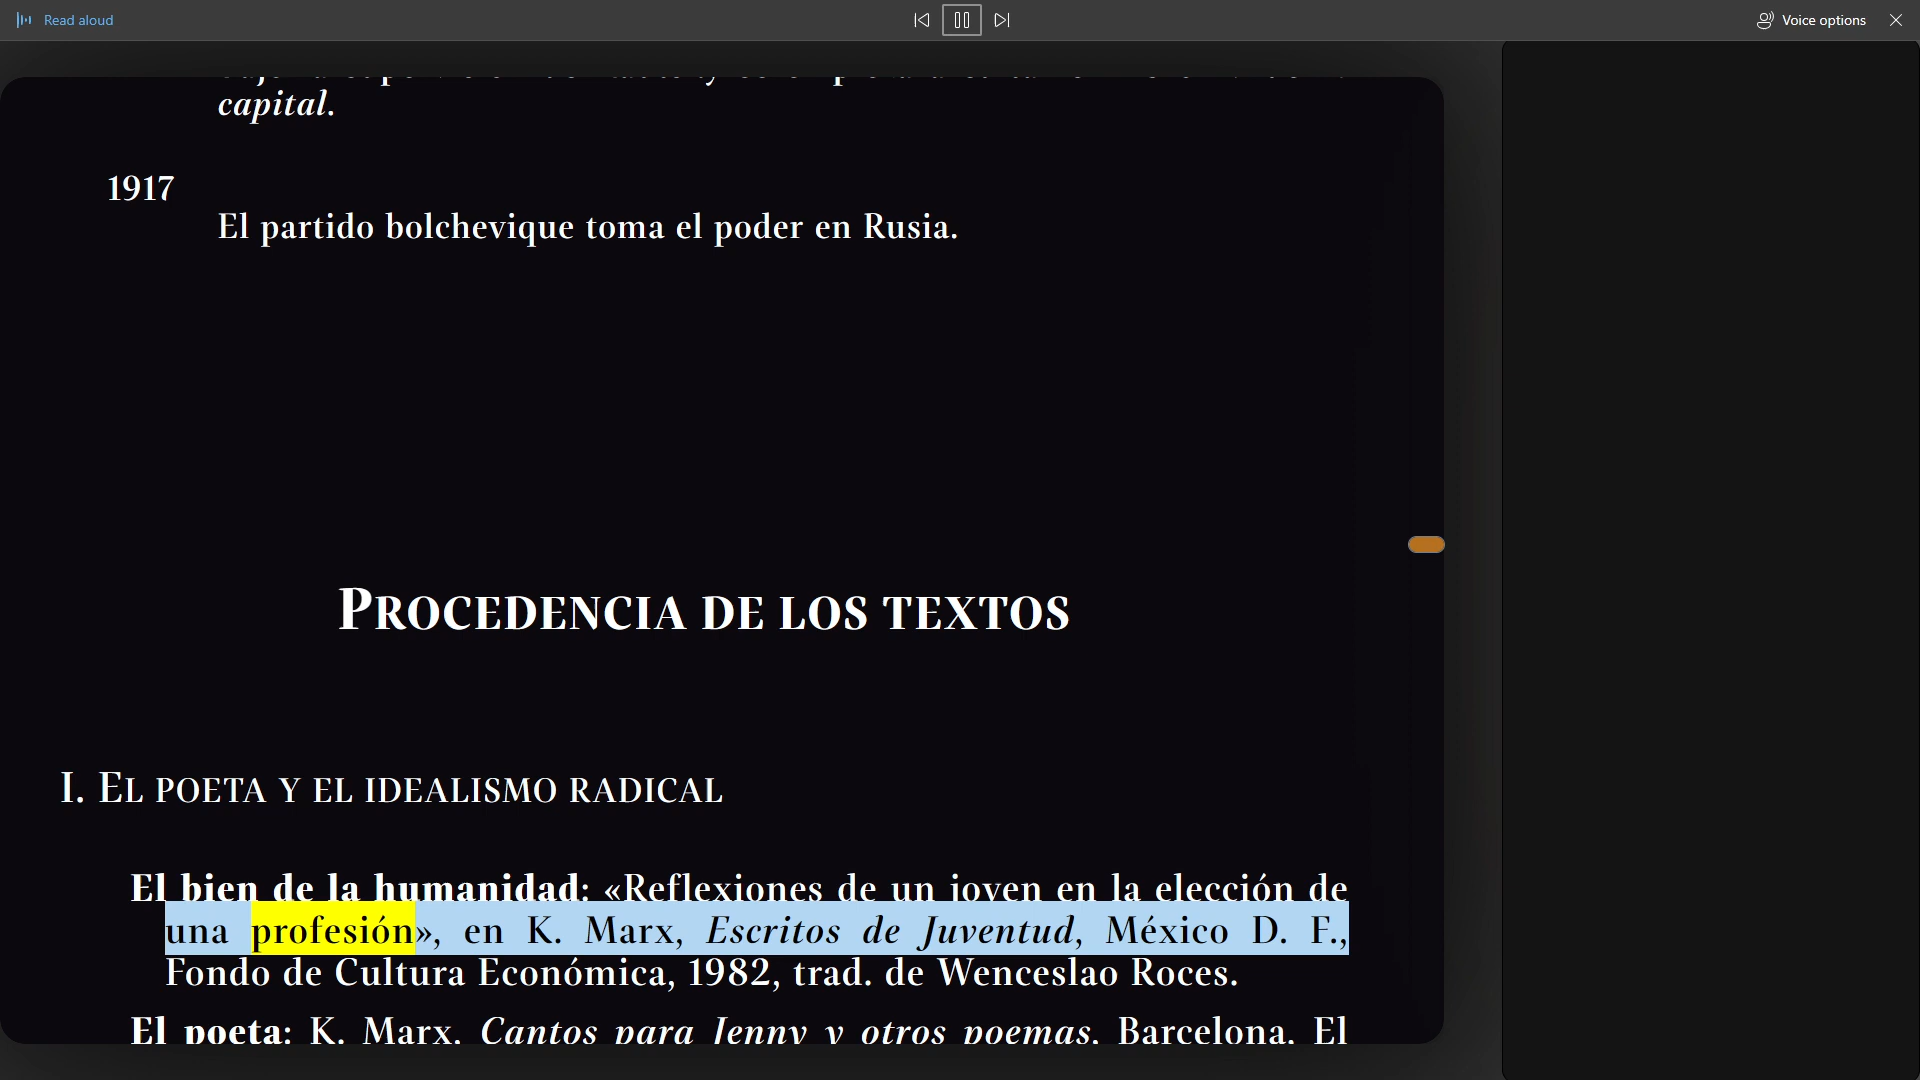 Read aloud
Voice options
capital.
1917
El partido bolchevique toma el poder en Rusia.
PROCEDENCIA DE LOS TEXTOS
I. EL POETA Y EL IDEALISMO RADICAL
El bien de la humanidad: «Reflexiones de un joven en la elección de
una profesión», en K. Marx, Escritos de Juventud, México D. F.,
Fondo de Cultura Económica, 1982, trad. de Wenceslao Roces.
El poeta: K. Marx, Cantos para Jenny y otros poemas, Barcelona, El